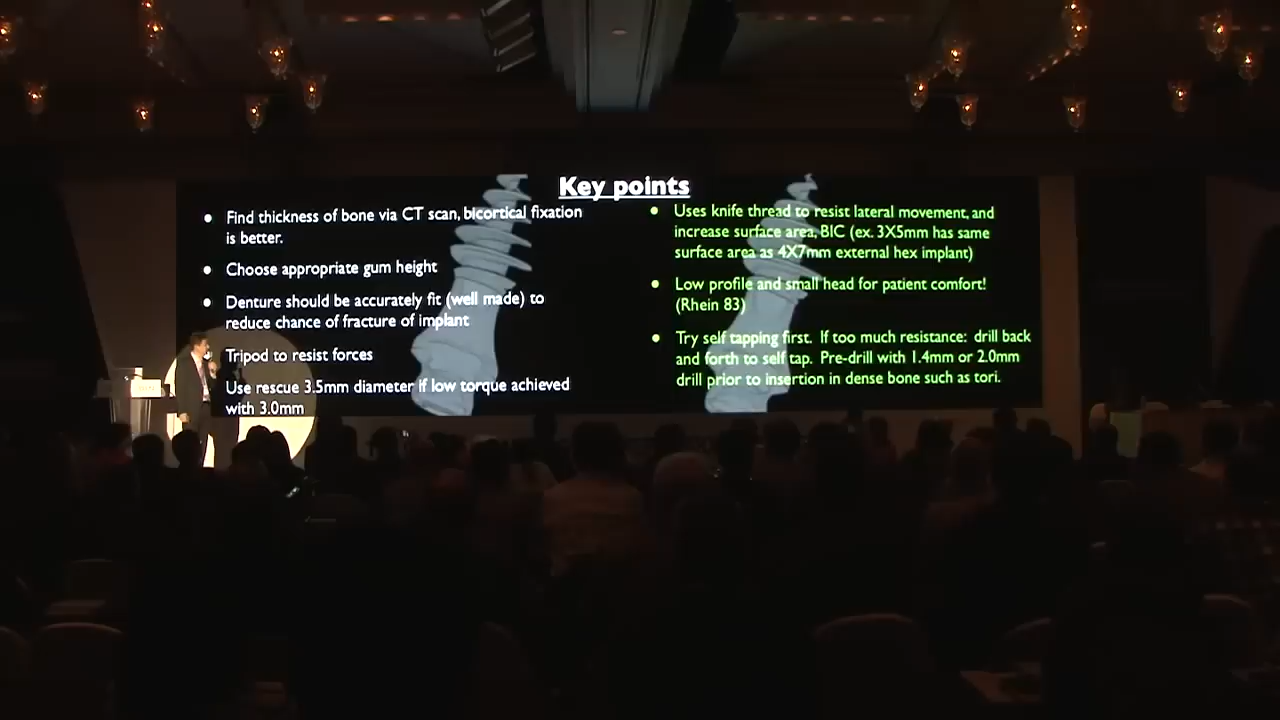 Key points
• Find thickness of bone via CT scan, bicortical fixation
is better.
• Choose appropriate gum height
• Denture should be accurately fit (well made) to
reduce chance of fracture of implant
Tripod to resist forces
Use rescue 3.5mm diameter if low torque achieved
with 3.0mm
• Uses knife thread to resist lateral movement, and
increase surface area, BIC (ex. 3X5mm has same
surface area as 4X7mm external hex implant)
• Low profile and small head for patient comfort!
(Rhein 83)
• Try self tapping first. If too much resistance: drill back
and forth to self tap. Pre-drill with 1.4mm or 2.0mm
drill prior to insertion in dense bone such as tori.